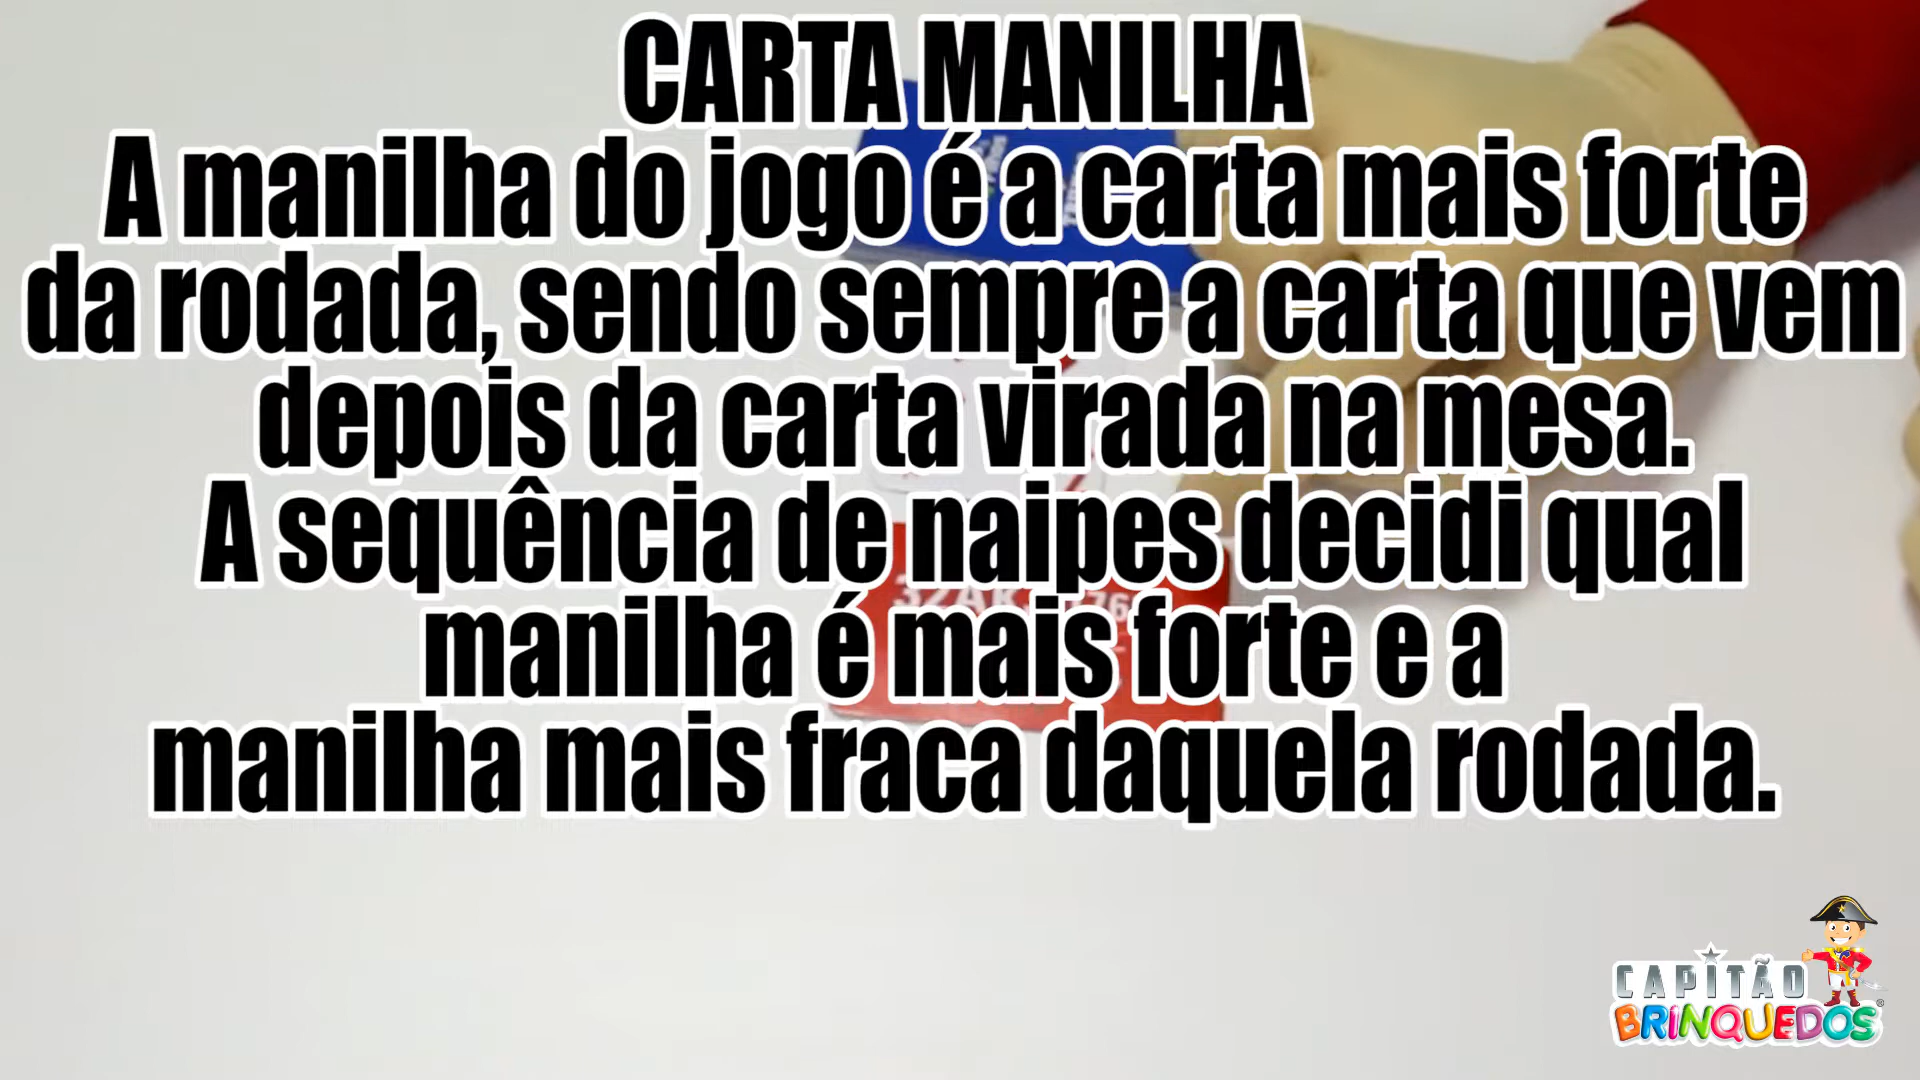 CARTA MANILHA
A manilha do jogo é a carta mais forte
da rodada, sendo sempre a carta que vem
depois da carta virada na mesa.
A sequência de naipes decidi qual
manilha é mais forte e a
manilha mais fraca daquela rodada.
CAPITÃO
BRINQUEDOS